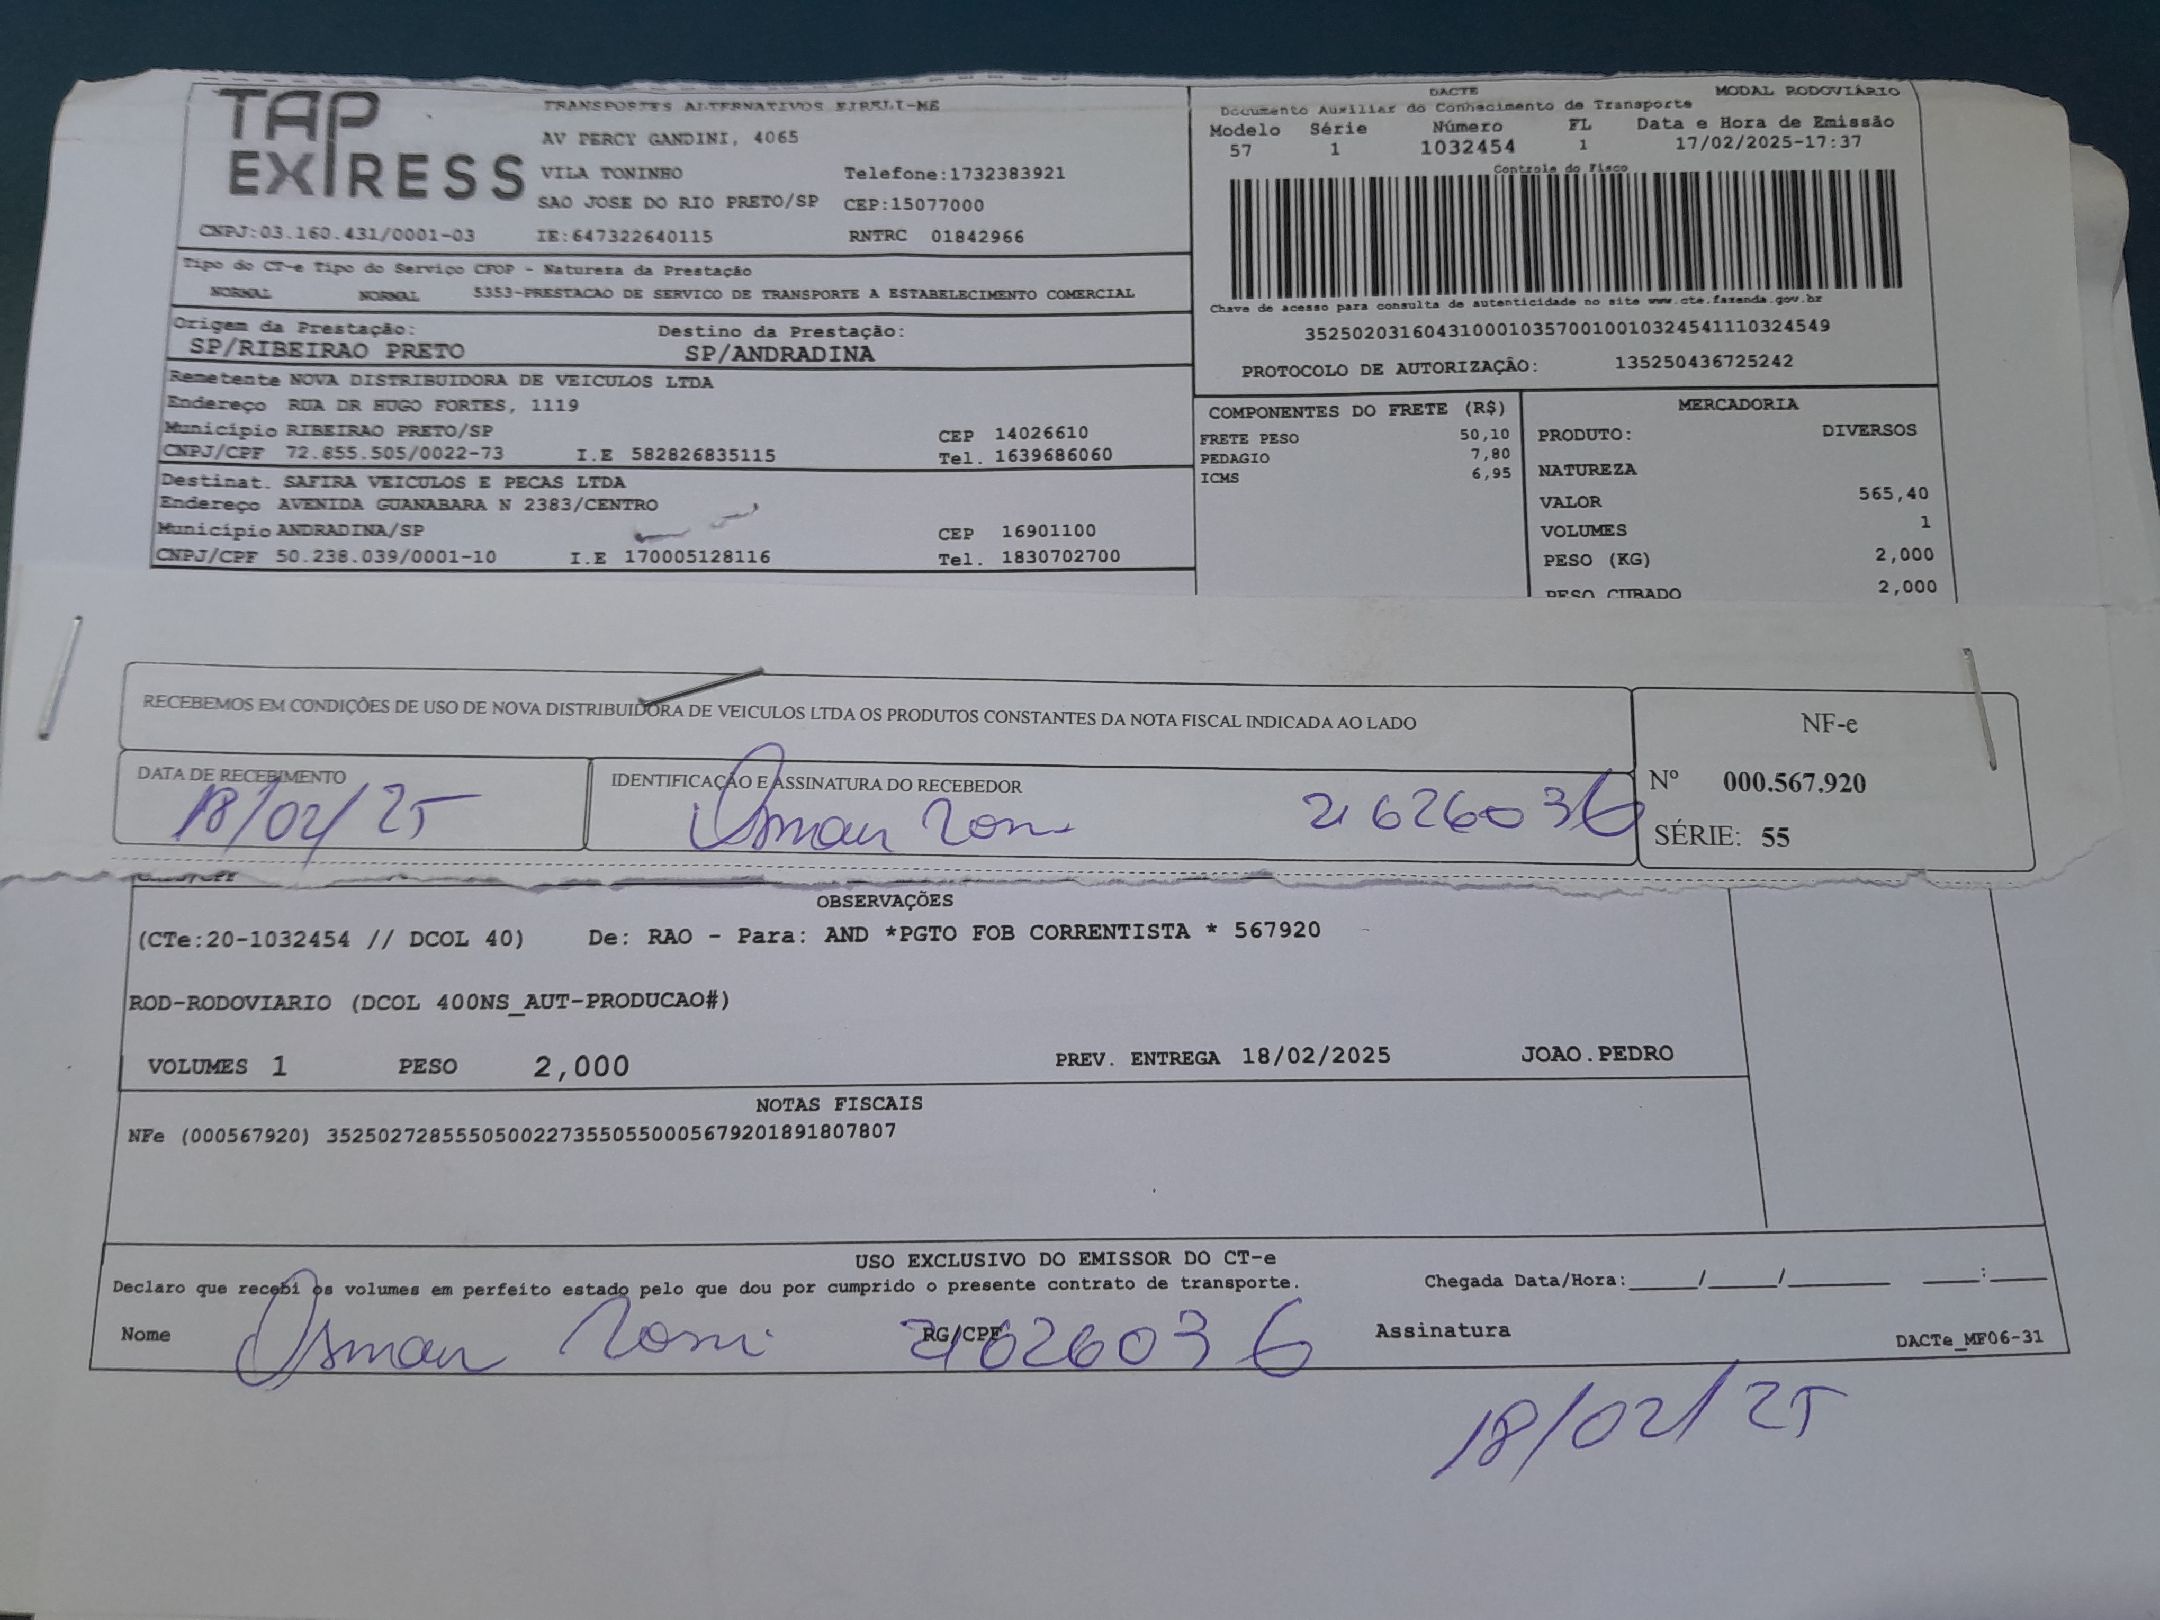 TAP EXPRESS
TRANSPORTES ALTERNATIVOS EIRELI-ME
AV PERCY GANDINI, 4065
VILA TONINHO Telefone:1732383921
SAO JOSE DO RIO PRETO/SP CEP:15077000
CNPJ:03.160.431/0001-03 IE:647322640115 RNTRC 01842966
DACTE MODAL RODOVIÁRIO
Documento Auxiliar do Conhecimento de Transporte
Modelo Série Número FL Data e Hora de Emissão
57 1 1032454 1 17/02/2025-17:37
Controle do Fisco
Chave de acesso para consulta de autenticidade no site www.cte.fazenda.gov.br
35250203160431000103570010010324541110324549
PROTOCOLO DE AUTORIZAÇÃO: 135250436725242
Tipo do CT-e Tipo do Serviço CFOP - Natureza da Prestação
NORMAL NORMAL 5353-PRESTACAO DE SERVICO DE TRANSPORTE A ESTABELECIMENTO COMERCIAL
Origem da Prestação: Destino da Prestação:
SP/RIBEIRAO PRETO SP/ANDRADINA
Remetente NOVA DISTRIBUIDORA DE VEICULOS LTDA
Endereço RUA DR HUGO FORTES, 1119
Município RIBEIRAO PRETO/SP CEP 14026610
CNPJ/CPF 72.855.505/0022-73 I.E 582826835115 Tel. 1639686060
Destinat. SAFIRA VEICULOS E PECAS LTDA
Endereço AVENIDA GUANABARA N 2383/CENTRO
Município ANDRADINA/SP CEP 16901100
CNPJ/CPF 50.238.039/0001-10 I.E 170005128116 Tel. 1830702700
COMPONENTES DO FRETE (R$)
FRETE PESO 50,10
PEDAGIO 7,80
ICMS 6,95
MERCADORIA
PRODUTO: DIVERSOS
NATUREZA
VALOR 565,40
VOLUMES 1
PESO (KG) 2,000
PESO CUBADO 2,000
RECEBEMOS EM CONDIÇÕES DE USO DE NOVA DISTRIBUIDORA DE VEICULOS LTDA OS PRODUTOS CONSTANTES DA NOTA FISCAL INDICADA AO LADO
DATA DE RECEBIMENTO IDENTIFICAÇÃO E ASSINATURA DO RECEBEDOR
18/02/25 Osmar 21626036
NF-e
Nº 000.567.920
SÉRIE: 55
OBSERVAÇÕES
(CTe:20-1032454 // DCOL 40) De: RAO - Para: AND *PGTO FOB CORRENTISTA * 567920
ROD-RODOVIARIO (DCOL 400NS_AUT-PRODUCAO#)
VOLUMES 1 PESO 2,000 PREV. ENTREGA 18/02/2025 JOAO.PEDRO
NOTAS FISCAIS
NFe (000567920) 35250272855505002273550550005679201891807807
USO EXCLUSIVO DO EMISSOR DO CT-e
Declaro que recebi os volumes em perfeito estado pelo que dou por cumprido o presente contrato de transporte. Chegada Data/Hora:____/____/______ ___:___
Nome Osmar RG/CPF 21626036 Assinatura
DACTe_MF06-31
18/02/25